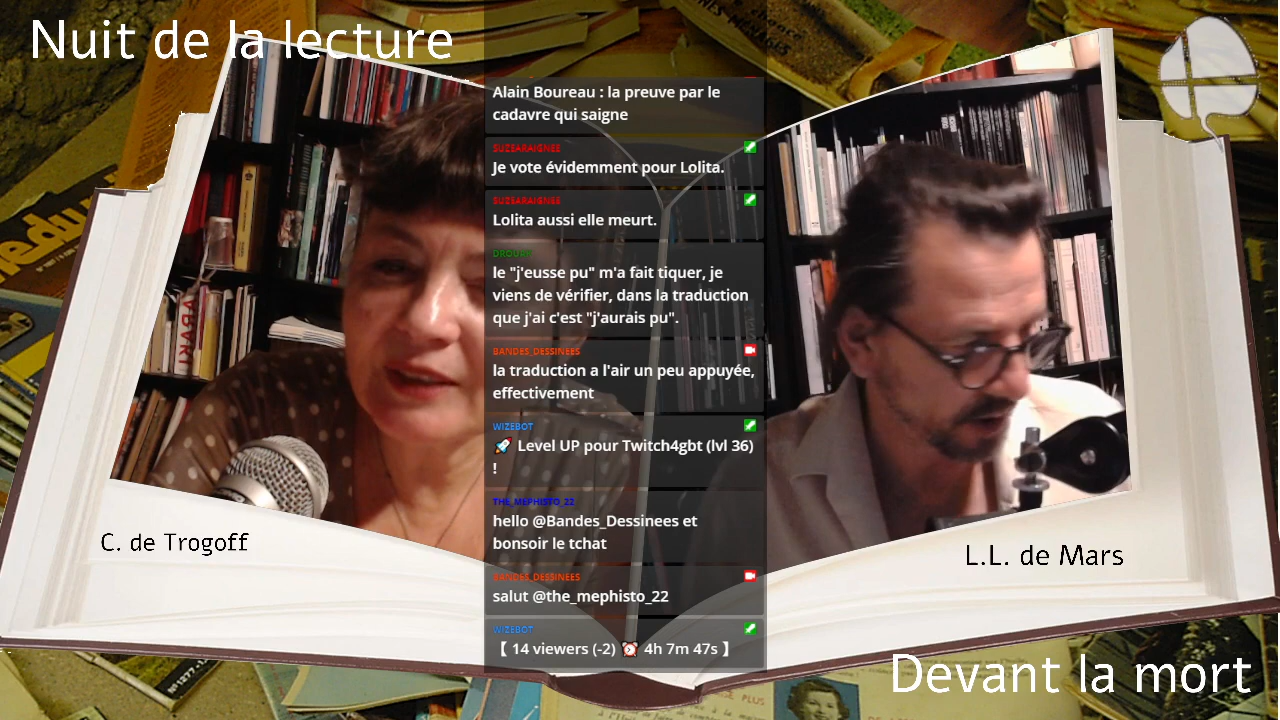 Nuit de la lecture
Alain Boureau : la preuve par le
cadavre qui saigne
SUZEARAIGNEE
Je vote évidemment pour Lolita.
SUZEARAIGNEE
Lolita aussi elle meurt.
DROUAT
le "j'eusse pu" m'a fait tiquer, je
viens de vérifier, dans la traduction
que j'ai c'est "j'aurais pu".
BANDES_DESSINEES
la traduction a l'air un peu appuyée,
effectivement
WIZEBOT
🚀 Level UP pour Twitch4gbt (lvl 36)
!
THE_MEPHISTO_22
hello @Bandes_Dessinees et
bonsoir le tchat
BANDES_DESSINEES
salut @the_mephisto_22
WIZEBOT
【 14 viewers (-2) ⏰ 4h 7m 47s 】
C. de Trogoff
L.L. de Mars
Devant la mort